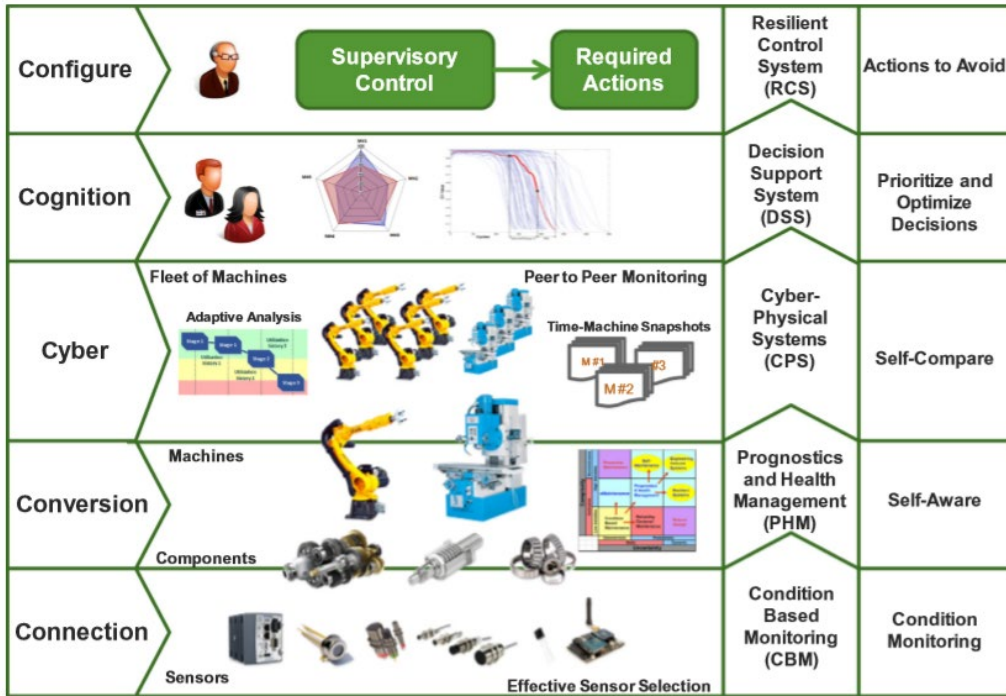 Configure
Supervisory
Control
Required
Actions
Resilient
Control
System
(RCS)
Actions to Avoid
Cognition
Decision
Support
System
(DSS)
Prioritize and
Optimize
Decisions
Cyber
Fleet of Machines
Adaptive Analysis
Peer to Peer Monitoring
Time-Machine Snapshots
M #1
#3
M #2
Cyber-
Physical
Systems
(CPS)
Self-Compare
Conversion
Machines
Components
Prognostics
and Health
Management
(PHM)
Self-Aware
Connection
Sensors
Effective Sensor Selection
Condition
Based
Monitoring
(CBM)
Condition
Monitoring